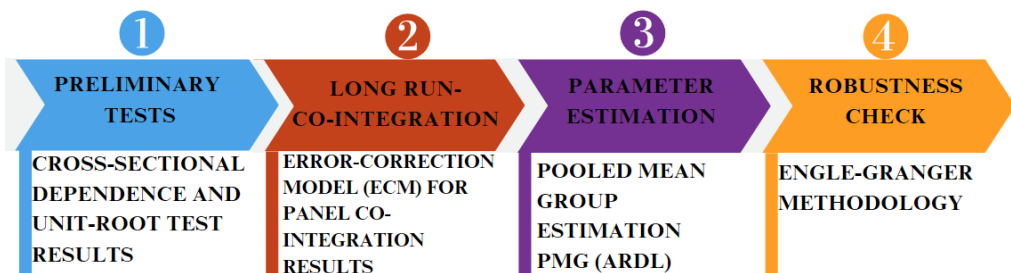 1
PRELIMINARY
TESTS
CROSS-SECTIONAL
DEPENDENCE AND
UNIT-ROOT TEST
RESULTS
2
LONG RUN-
CO-INTEGRATION
ERROR-CORRECTION
MODEL (ECM) FOR
PANEL CO-
INTEGRATION
RESULTS
3
PARAMETER
ESTIMATION
POOLED MEAN
GROUP
ESTIMATION
PMG (ARDL)
4
ROBUSTNESS
CHECK
ENGLE-GRANGER
METHODOLOGY